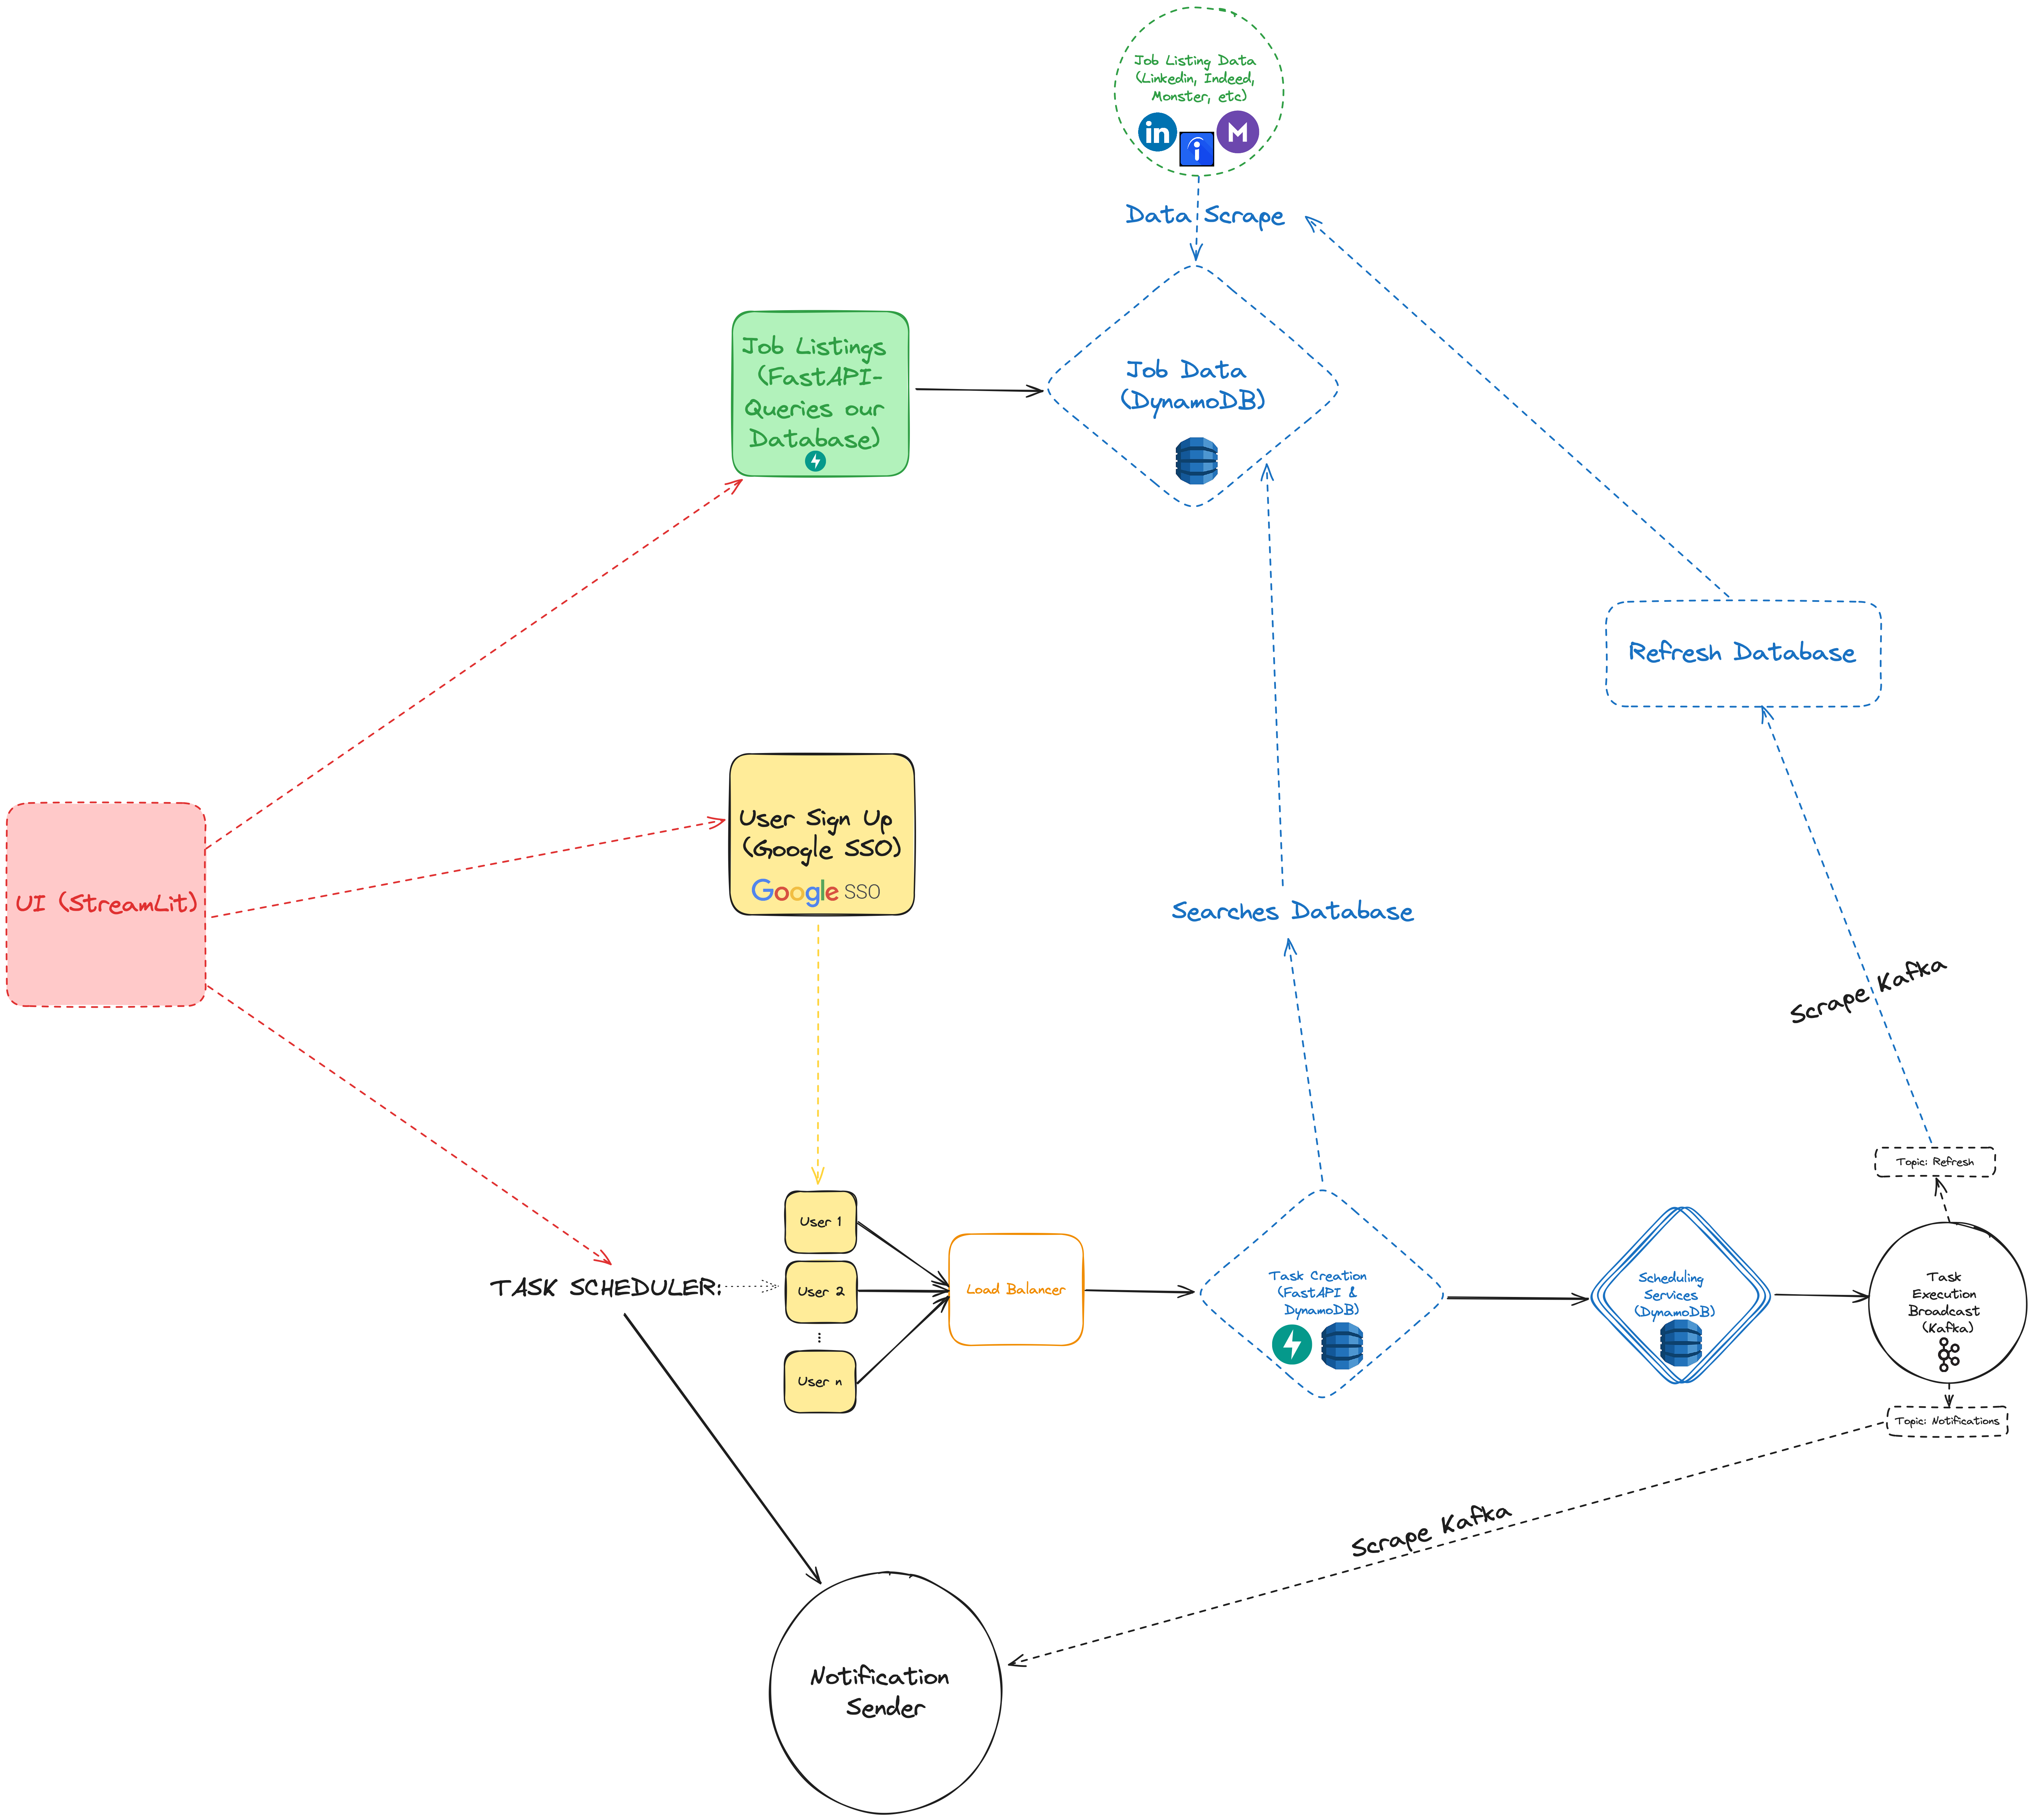 Job Listing Data
(Linkedin, Indeed,
Monster, etc)
in
i
M
Data Scrape
Job Listings
(FastAPI-
Queries our
Database)
Job Data
(DynamoDB)
Refresh Database
User Sign Up
(Google SSO)
Google SSO
UI (StreamLit)
Searches Database
Scrape Kafka
Topic: Refresh
TASK SCHEDULER:
User 1
User 2
⋮
User n
Load Balancer
Task Creation
(FastAPI &
DynamoDB)
Scheduling
Services
(DynamoDB)
Task
Execution
Broadcast
(Kafka)
Topic: Notifications
Scrape Kafka
Notification
Sender